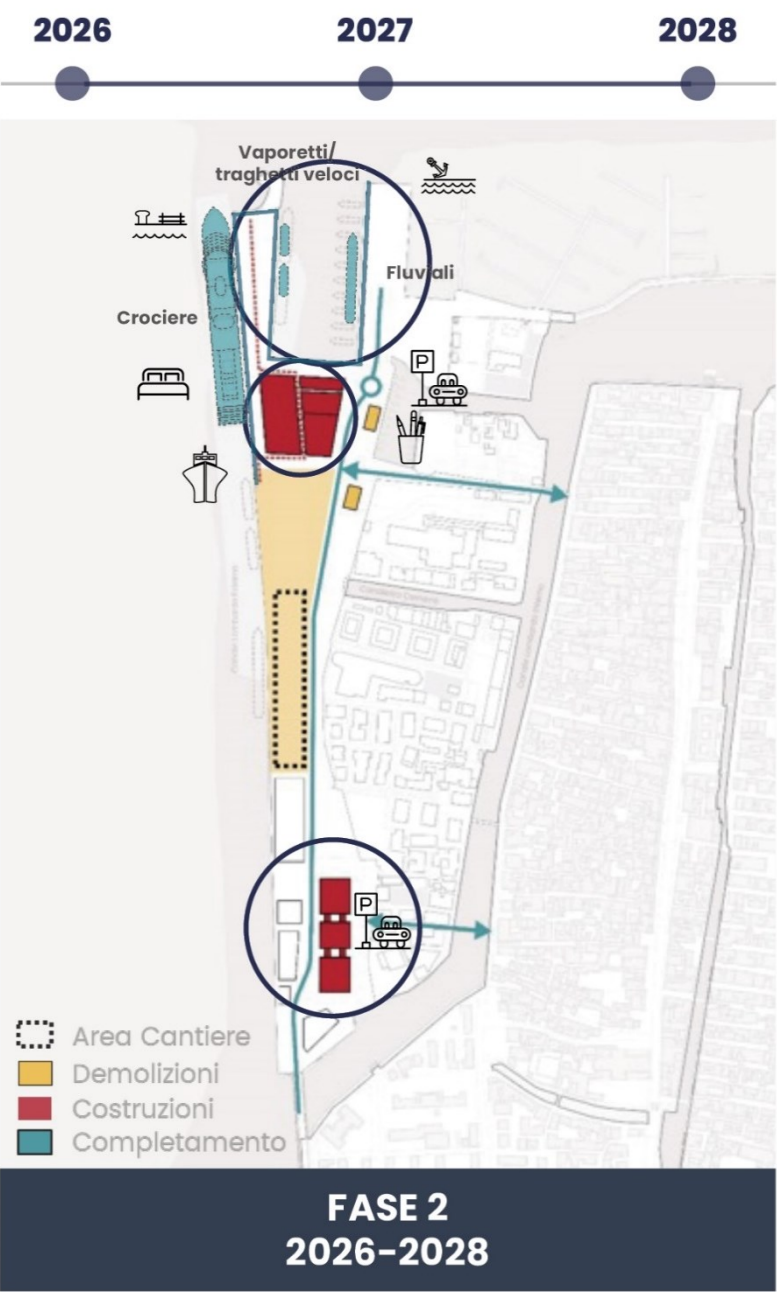 2026
2027
2028
Vaporetti/
traghetti veloci
Fluviali
Crociere
P
P
Area Cantiere
Demolizioni
Costruzioni
Completamento
FASE 2
2026-2028